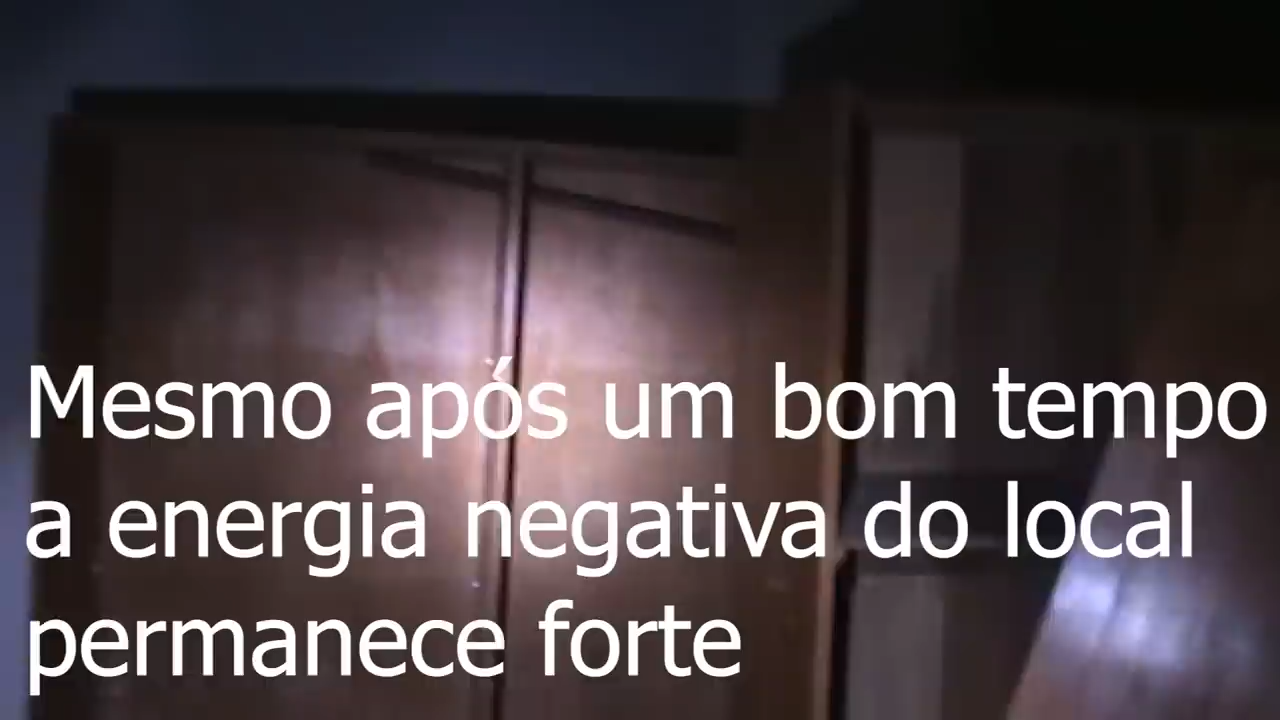 Mesmo após um bom tempo
a energia negativa do local
permanece forte